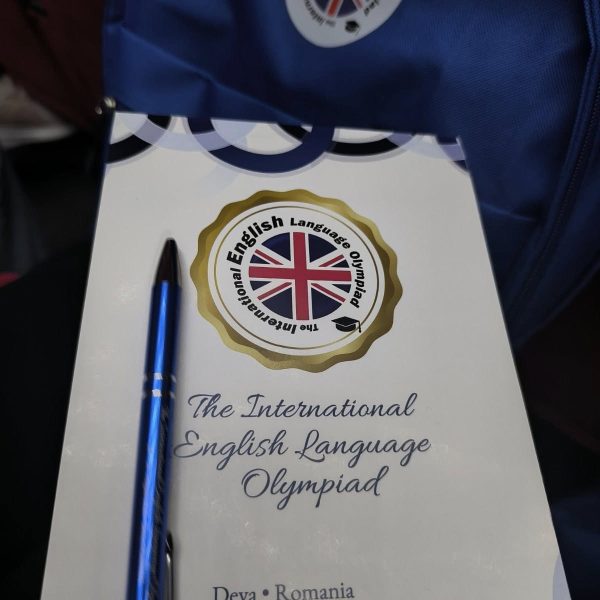 The International English Language Olympiad
The International
English Language
Olympiad
Deva • Romania